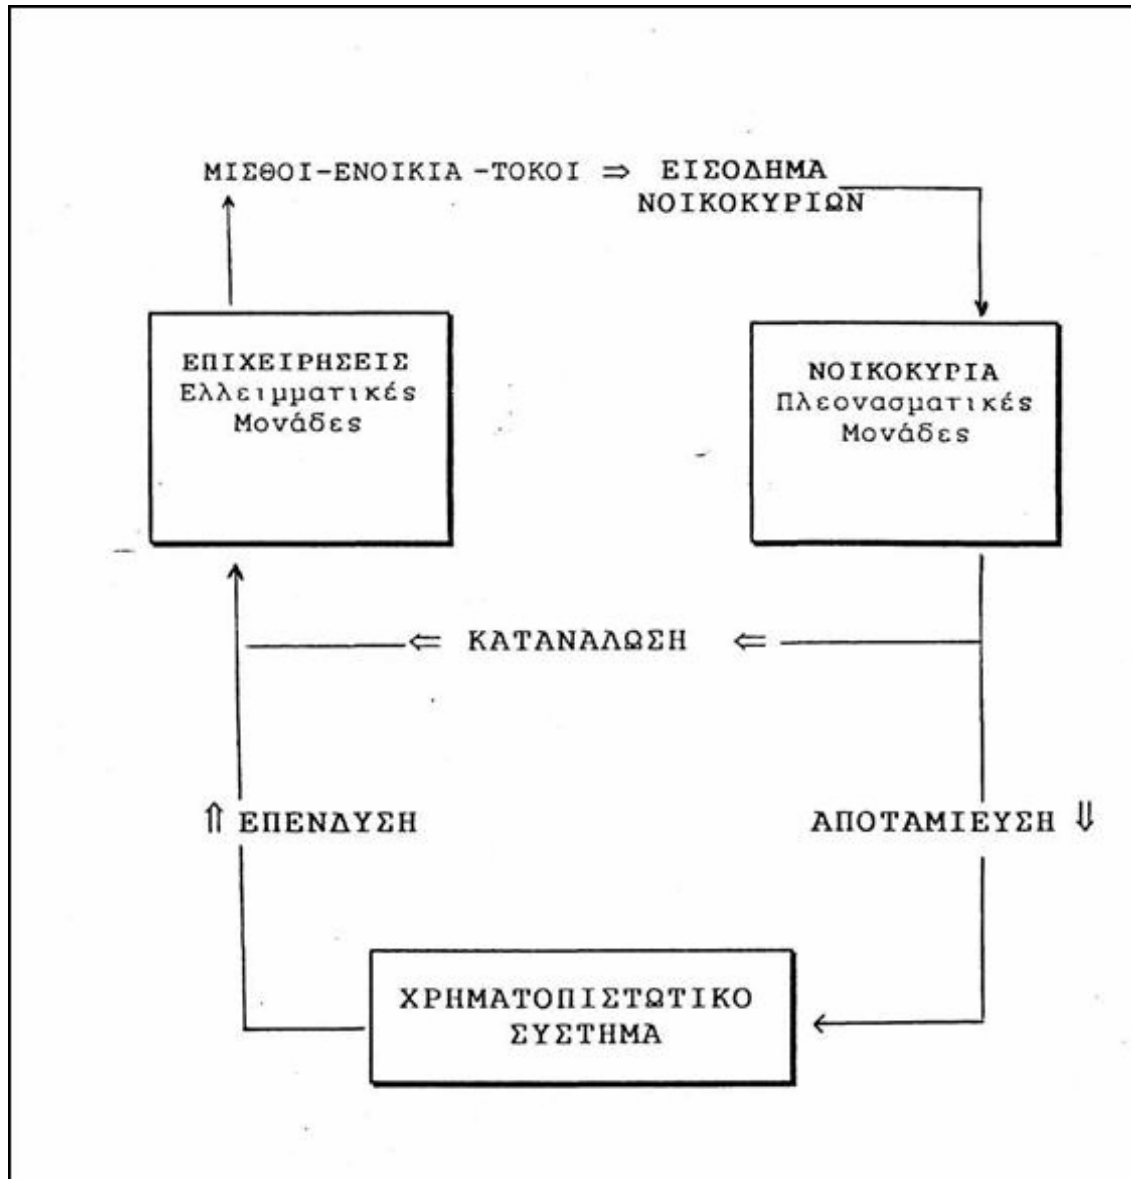 ΜΙΣΘΟΙ-ΕΝΟΙΚΙΑ-ΤΟΚΟΙ ⇒ ΕΙΣΟΔΗΜΑ
ΝΟΙΚΟΚΥΡΙΩΝ
ΕΠΙΧΕΙΡΗΣΕΙΣ
Ελλειμματικές
Μονάδες
ΝΟΙΚΟΚΥΡΙΑ
Πλεονασματικές
Μονάδες
⇐ ΚΑΤΑΝΑΛΩΣΗ ⇐
⇑ ΕΠΕΝΔΥΣΗ
ΑΠΟΤΑΜΙΕΥΣΗ ⇓
ΧΡΗΜΑΤΟΠΙΣΤΩΤΙΚΟ
ΣΥΣΤΗΜΑ